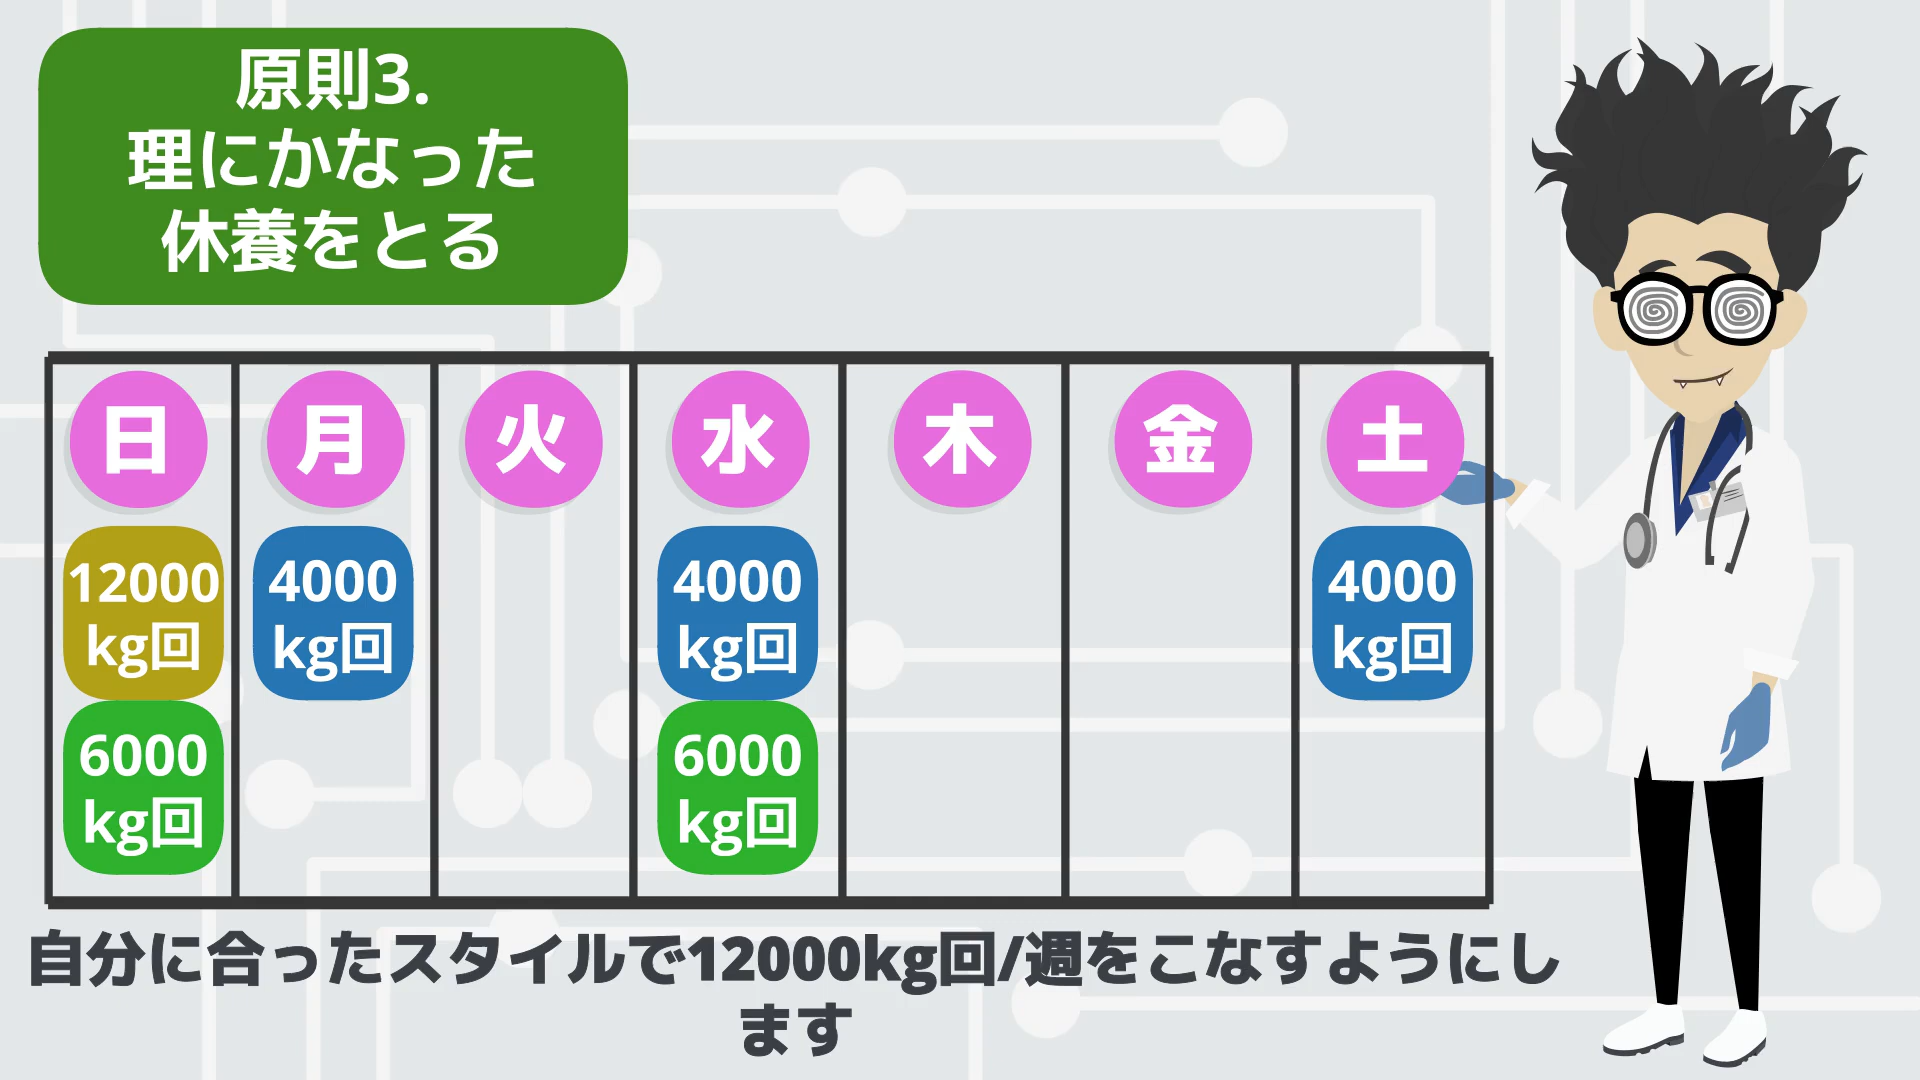 原則3.
理にかなった
休養をとる
日
月
火
水
木
金
土
12000
kg回
4000
kg回
4000
kg回
4000
kg回
6000
kg回
6000
kg回
自分に合ったスタイルで12000kg回/週をこなすようにし
ます